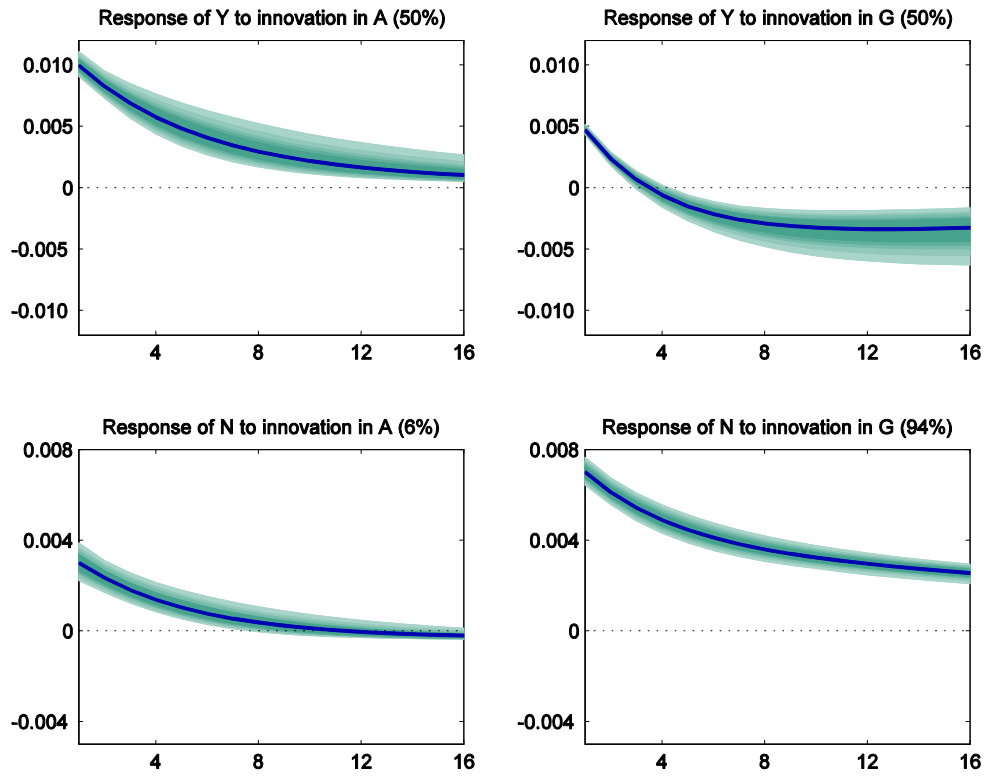 Response of Y to innovation in A (50%)
0.010
0.005
0
-0.005
-0.010
4 8 12 16
Response of Y to innovation in G (50%)
0.010
0.005
0
-0.005
-0.010
4 8 12 16
Response of N to innovation in A (6%)
0.008
0.004
0
-0.004
4 8 12 16
Response of N to innovation in G (94%)
0.008
0.004
0
-0.004
4 8 12 16